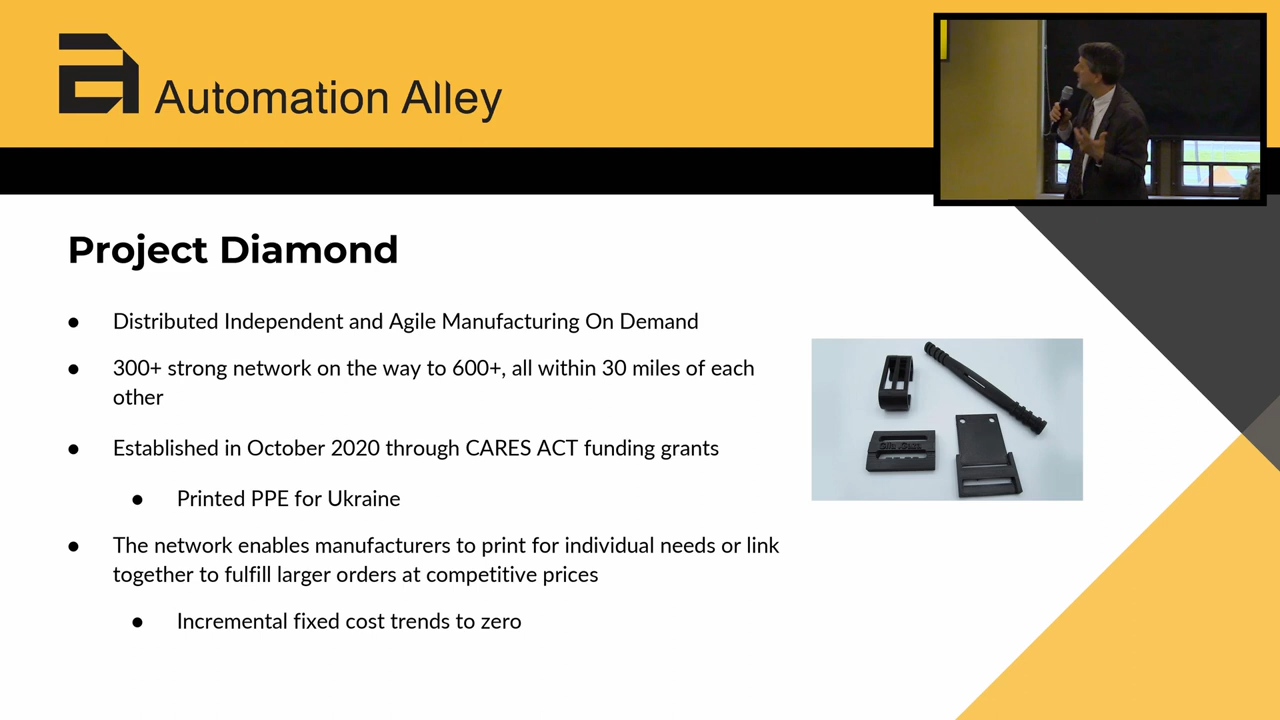 Automation Alley
Project Diamond
● Distributed Independent and Agile Manufacturing On Demand
● 300+ strong network on the way to 600+, all within 30 miles of each
other
● Established in October 2020 through CARES ACT funding grants
● Printed PPE for Ukraine
● The network enables manufacturers to print for individual needs or link
together to fulfill larger orders at competitive prices
● Incremental fixed cost trends to zero